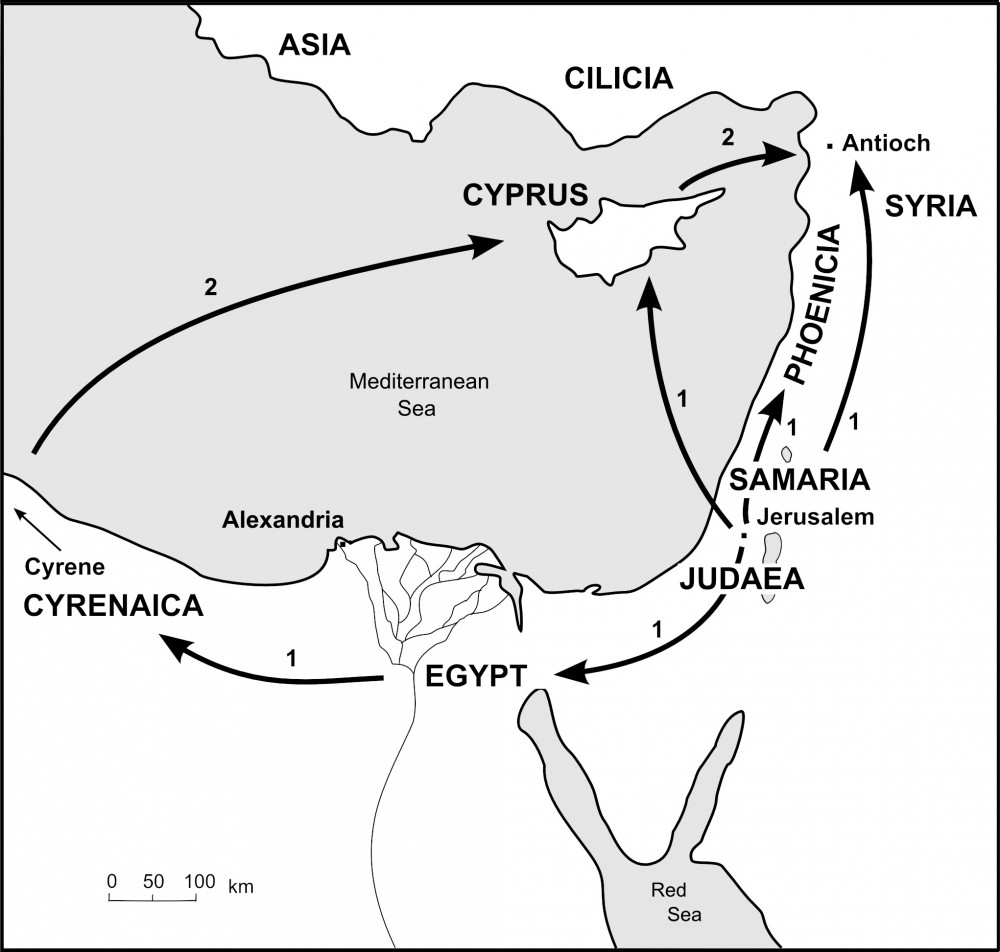 ASIA
CILICIA
2
Antioch
CYPRUS
SYRIA
PHOENICIA
2
Mediterranean
Sea
1
1
1
SAMARIA
Alexandria
Jerusalem
Cyrene
JUDAEA
CYRENAICA
1
1
EGYPT
0 50 100 km
Red
Sea